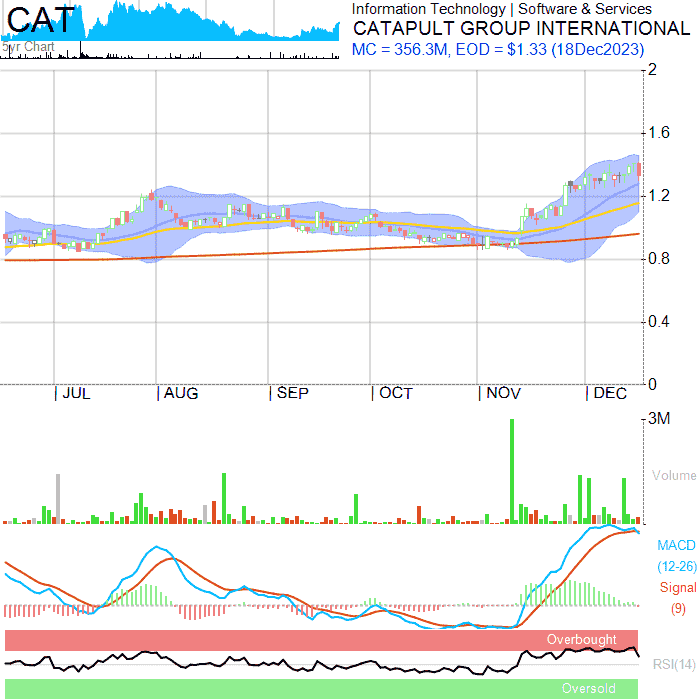 CAT
5yr Chart
Information Technology | Software & Services
CATAPULT GROUP INTERNATIONAL
MC = 356.3M, EOD = $1.33 (18Dec2023)
2
1.6
1.2
0.8
0.4
0
JUL AUG SEP OCT NOV DEC
3M
Volume
MACD
(12-26)
Signal
(9)
Overbought
RSI(14)
Oversold